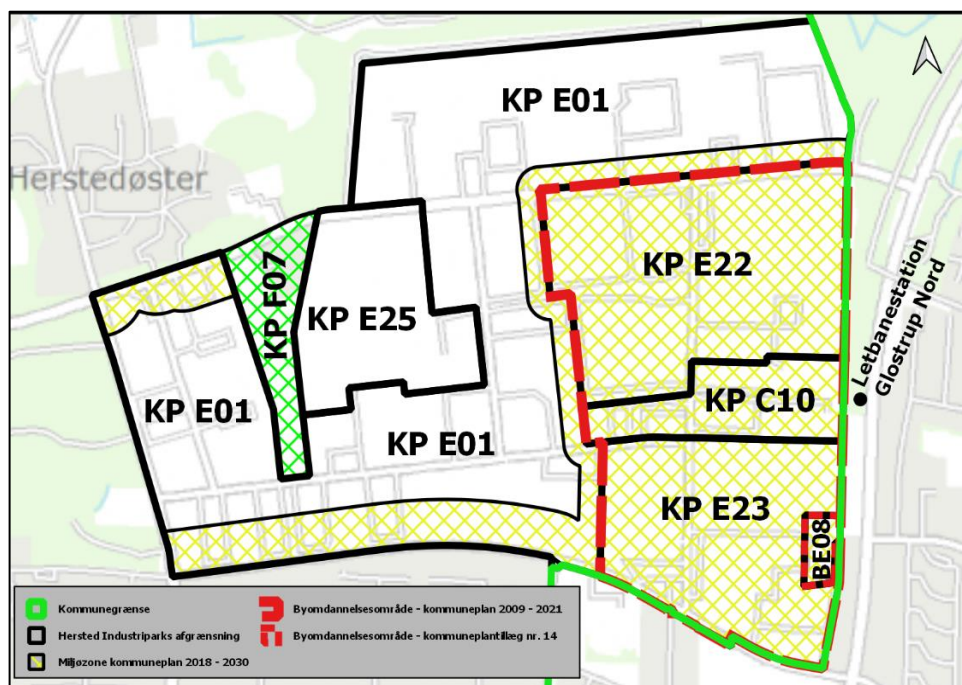 KP E01
Herstedøster
KP E22
Letbanestation
Glostrup Nord
KP F07
KP E25
KP C10
KP E01
KP E01
KP E23
BE08
Kommunegrænse
Hersted Industriparks afgrænsning
Miljøzone kommuneplan 2018 - 2030
Byomdannelsesområde - kommuneplan 2009 - 2021
Byomdannelsesområde - kommuneplantillæg nr. 14